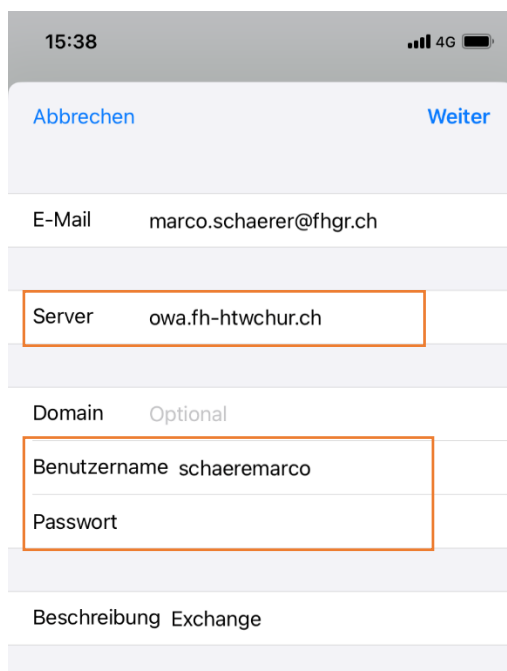 15:38 4G
Abbrechen Weiter
E-Mail marco.schaerer@fhgr.ch
Server owa.fh-htwchur.ch
Domain Optional
Benutzername schaeremarco
Passwort
Beschreibung Exchange